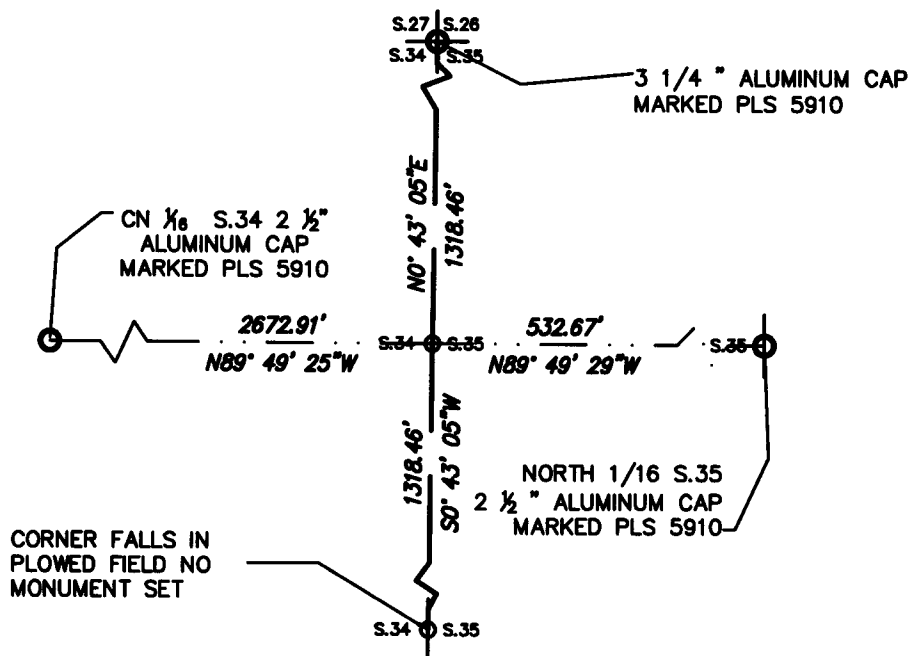 S.27 S.26
S.34 S.35
3 1/4 " ALUMINUM CAP
MARKED PLS 5910
N0° 43' 05"E
1318.46'
CN 1/16 S.34 2 ½"
ALUMINUM CAP
MARKED PLS 5910
2672.91'
N89° 49' 25"W
S.34 S.35
532.67'
N89° 49' 29"W
S.35
1318.46'
S0° 43' 05"W
NORTH 1/16 S.35
2 ½ " ALUMINUM CAP
MARKED PLS 5910
CORNER FALLS IN
PLOWED FIELD NO
MONUMENT SET
S.34 S.35